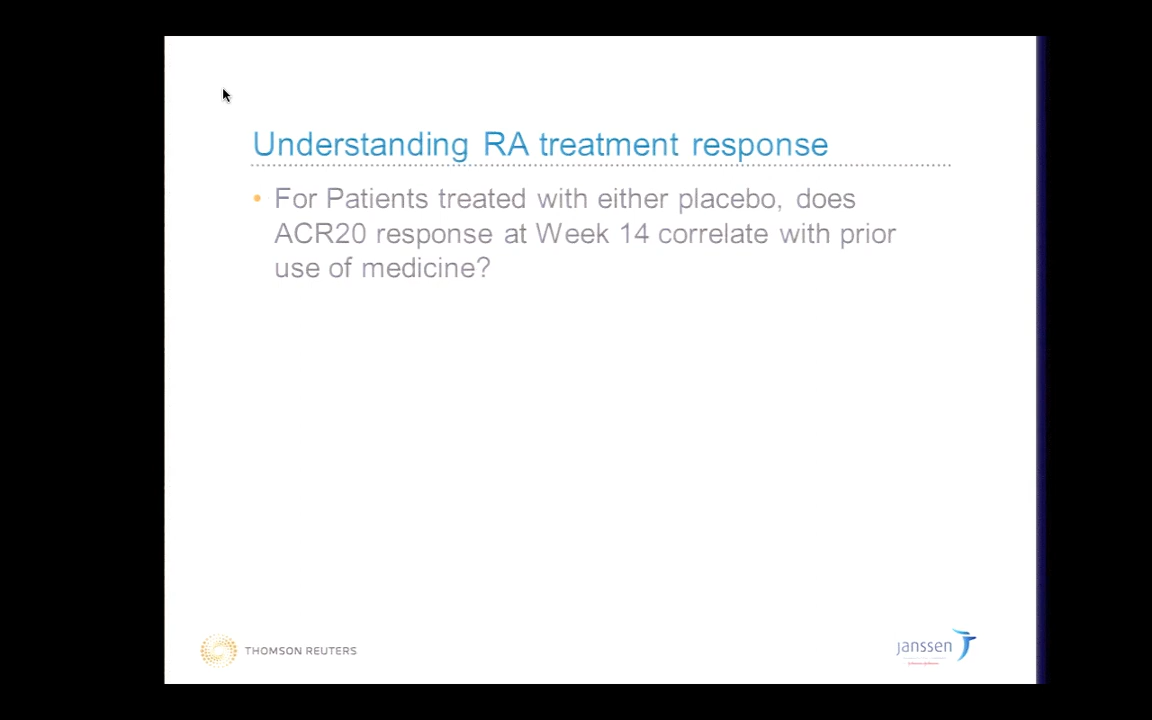 Understanding RA treatment response
• For Patients treated with either placebo, does
ACR20 response at Week 14 correlate with prior
use of medicine?
THOMSON REUTERS
janssen